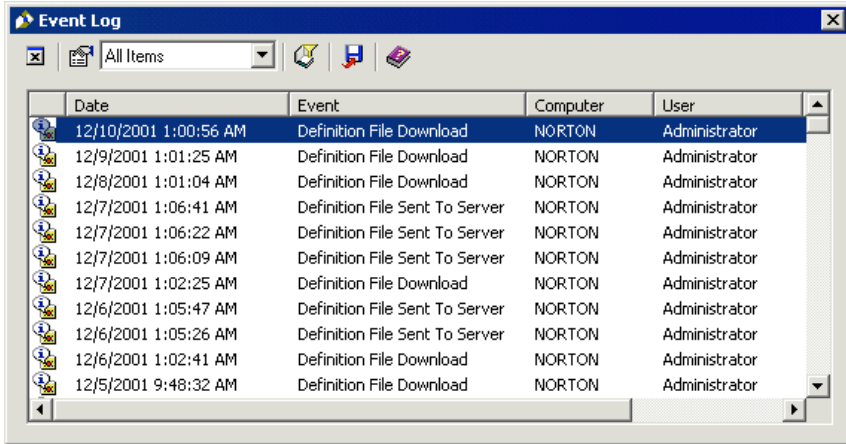 Event Log
All Items
Date Event Computer User
12/10/2001 1:00:56 AM Definition File Download NORTON Administrator
12/9/2001 1:01:25 AM Definition File Download NORTON Administrator
12/8/2001 1:01:04 AM Definition File Download NORTON Administrator
12/7/2001 1:06:41 AM Definition File Sent To Server NORTON Administrator
12/7/2001 1:06:22 AM Definition File Sent To Server NORTON Administrator
12/7/2001 1:06:09 AM Definition File Sent To Server NORTON Administrator
12/7/2001 1:02:25 AM Definition File Download NORTON Administrator
12/6/2001 1:05:47 AM Definition File Sent To Server NORTON Administrator
12/6/2001 1:05:26 AM Definition File Sent To Server NORTON Administrator
12/6/2001 1:02:41 AM Definition File Download NORTON Administrator
12/5/2001 9:48:32 AM Definition File Download NORTON Administrator